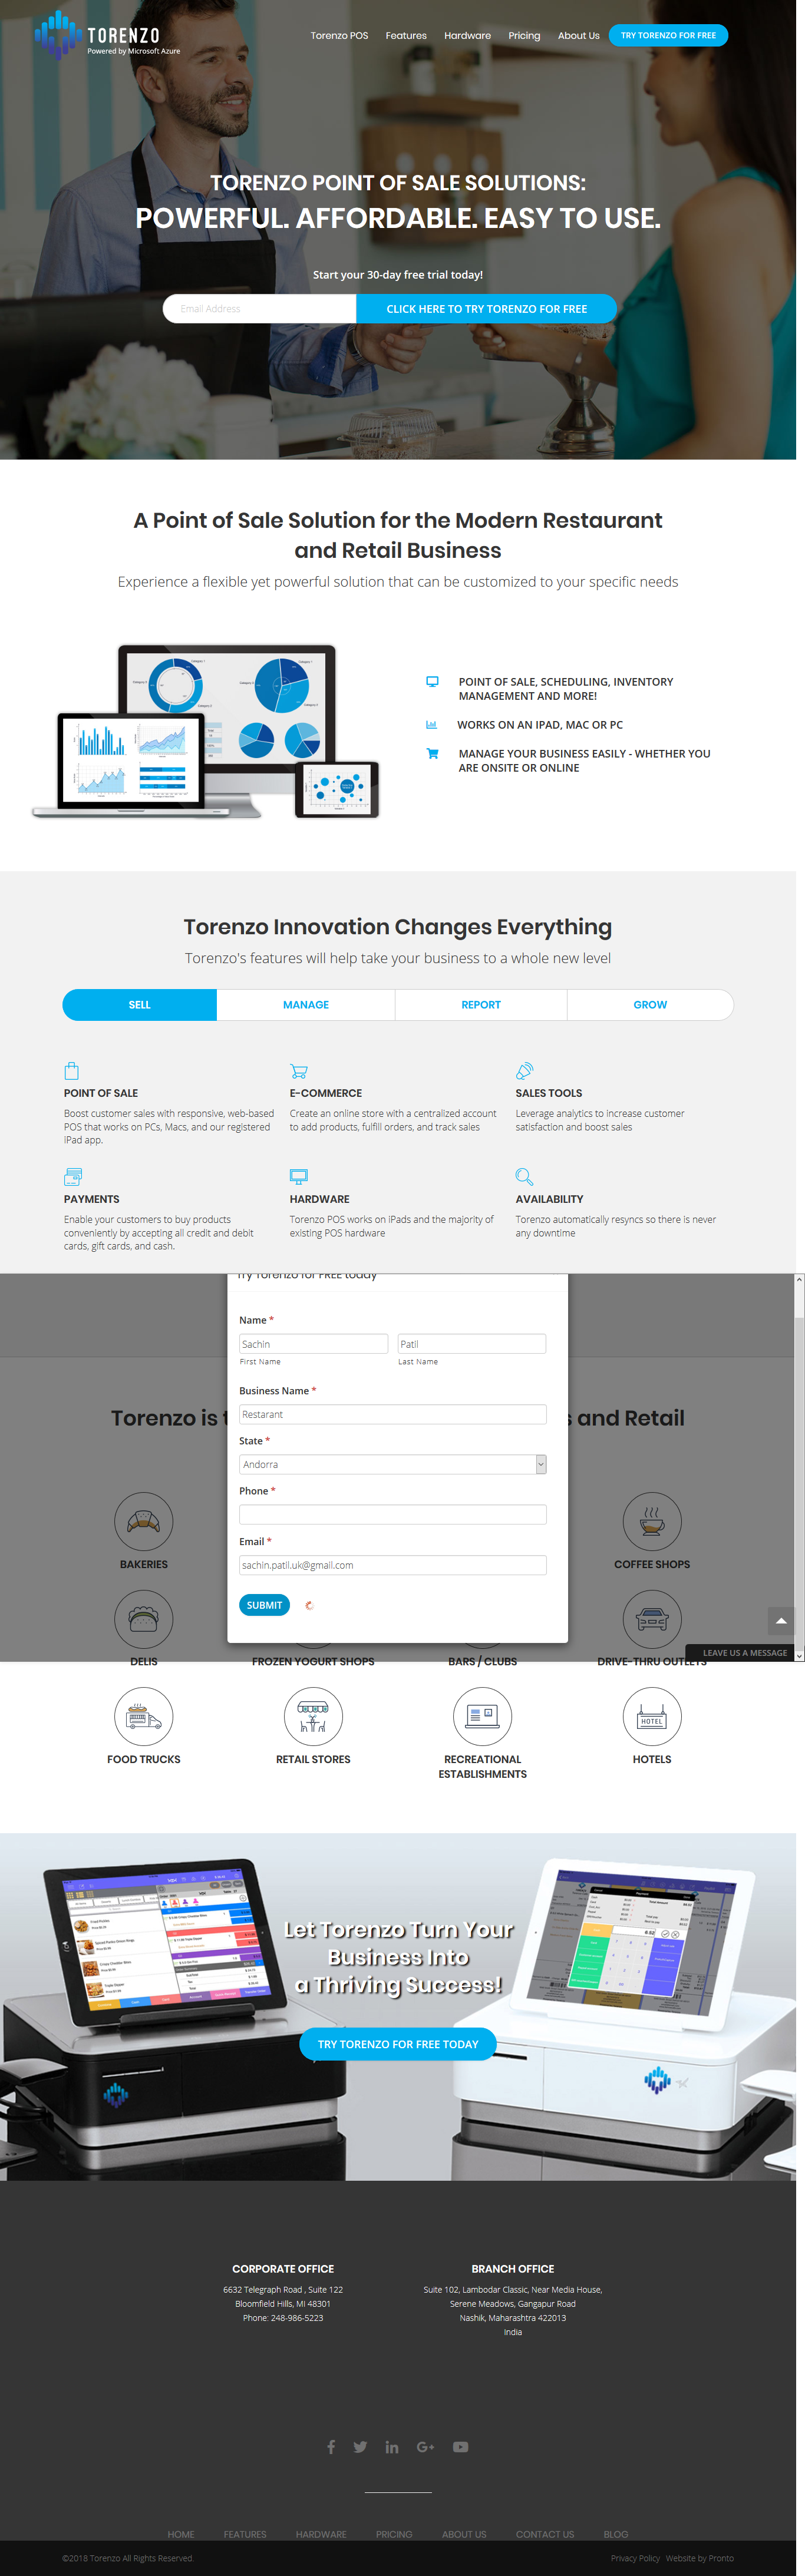 TORENZO
Powered by Microsoft Azure
Torenzo POS
Features
Hardware
Pricing
About Us
TRY TORENZO FOR FREE
TORENZO POINT OF SALE SOLUTIONS:
POWERFUL. AFFORDABLE. EASY TO USE.
Start your 30-day free trial today!
Email Address
CLICK HERE TO TRY TORENZO FOR FREE
A Point of Sale Solution for the Modern Restaurant
and Retail Business
Experience a flexible yet powerful solution that can be customized to your specific needs
POINT OF SALE, SCHEDULING, INVENTORY
MANAGEMENT AND MORE!
WORKS ON AN IPAD, MAC OR PC
MANAGE YOUR BUSINESS EASILY - WHETHER YOU
ARE ONSITE OR ONLINE
Torenzo Innovation Changes Everything
Torenzo's features will help take your business to a whole new level
SELL
MANAGE
REPORT
GROW
POINT OF SALE
Boost customer sales with responsive, web-based
POS that works on PCs, Macs, and our registered
iPad app.
E-COMMERCE
Create an online store with a centralized account
to add products, fulfill orders, and track sales
SALES TOOLS
Leverage analytics to increase customer
satisfaction and boost sales
PAYMENTS
Enable your customers to buy products
conveniently by accepting all credit and debit
cards, gift cards, and cash.
HARDWARE
Torenzo POS works on iPads and the majority of
existing POS hardware
AVAILABILITY
Torenzo automatically resyncs so there is never
any downtime
Try Torenzo for FREE today
Name *
Sachin
Patil
First Name
Last Name
Business Name *
Restarant
State *
Andorra
Phone *
Email *
sachin.patil.uk@gmail.com
SUBMIT
Torenzo is t
s and Retail
BAKERIES
COFFEE SHOPS
LEAVE US A MESSAGE
DELIS
FROZEN YOGURT SHOPS
BARS / CLUBS
DRIVE-THRU OUTLETS
HOTEL
FOOD TRUCKS
RETAIL STORES
RECREATIONAL
ESTABLISHMENTS
HOTELS
Let Torenzo Turn Your
Business Into
a Thriving Success!
TRY TORENZO FOR FREE TODAY
CORPORATE OFFICE
6632 Telegraph Road , Suite 122
Bloomfield Hills, MI 48301
Phone: 248-986-5223
BRANCH OFFICE
Suite 102, Lambodar Classic, Near Media House,
Serene Meadows, Gangapur Road
Nashik, Maharashtra 422013
India
HOME
FEATURES
HARDWARE
PRICING
ABOUT US
CONTACT US
BLOG
©2018 Torenzo All Rights Reserved.
Privacy Policy
Website by Pronto